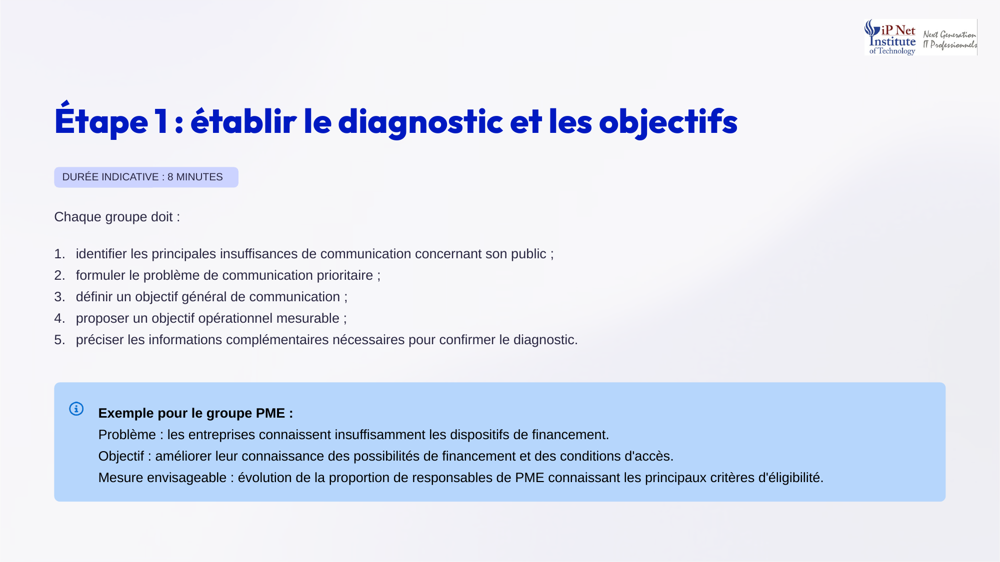 iP Net
Institute
of Technology
Next Generation
IT Professionnels
Étape 1 : établir le diagnostic et les objectifs
DURÉE INDICATIVE : 8 MINUTES
Chaque groupe doit :
1. identifier les principales insuffisances de communication concernant son public ;
2. formuler le problème de communication prioritaire ;
3. définir un objectif général de communication ;
4. proposer un objectif opérationnel mesurable ;
5. préciser les informations complémentaires nécessaires pour confirmer le diagnostic.
Exemple pour le groupe PME :
Problème : les entreprises connaissent insuffisamment les dispositifs de financement.
Objectif : améliorer leur connaissance des possibilités de financement et des conditions d'accès.
Mesure envisageable : évolution de la proportion de responsables de PME connaissant les principaux critères d'éligibilité.